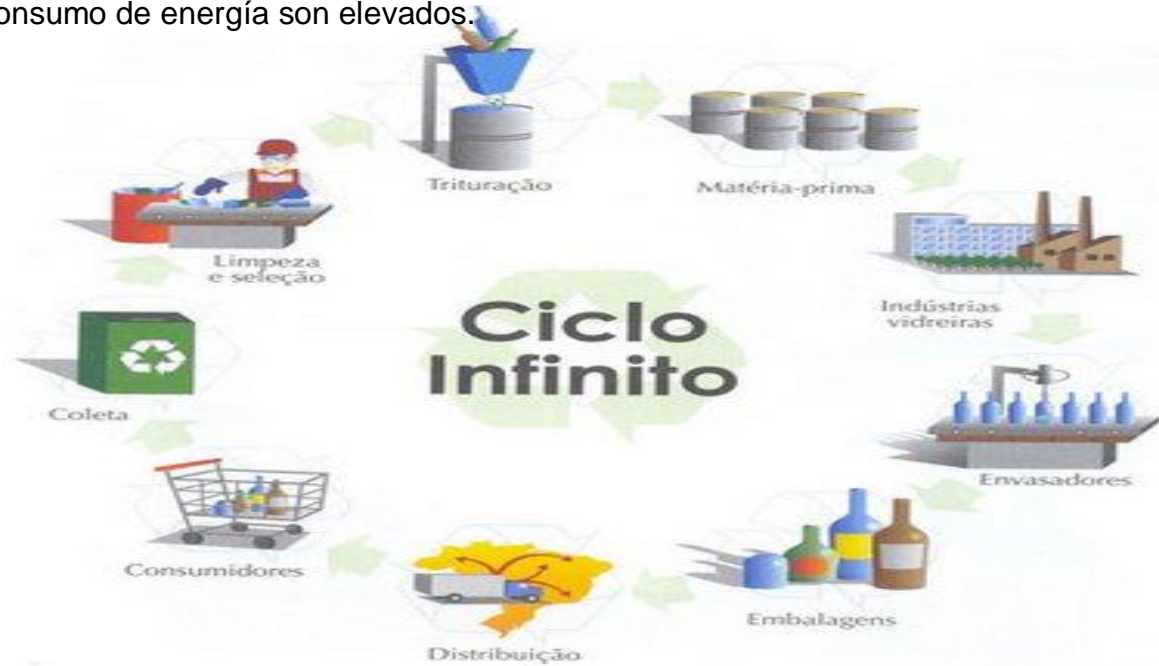 onsumo de energía son elevados.
Trituração
Matéria-prima
Limpeza
e seleção
Indústrias
vidreiras
Ciclo
Infinito
Coleta
Envasadores
Consumidores
Embalagens
Distribuição